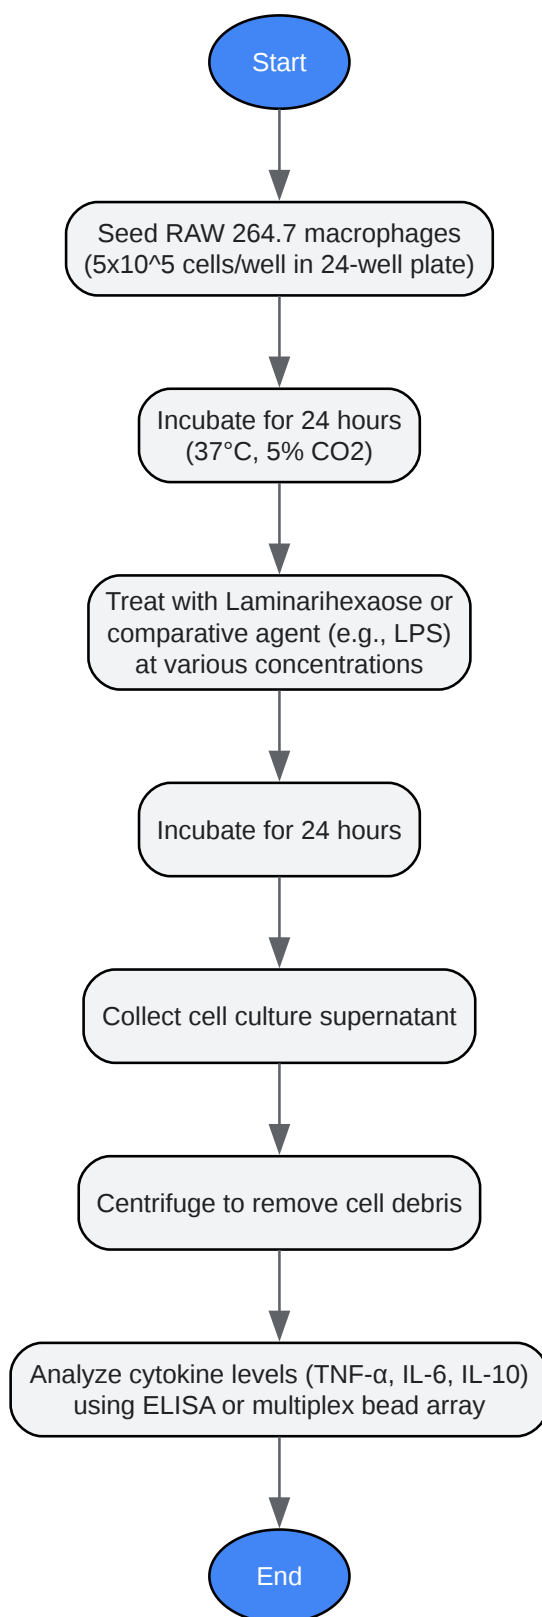 Start
Seed RAW 264.7 macrophages
(5x10^5 cells/well in 24-well plate)
Incubate for 24 hours
(37°C, 5% CO2)
Treat with Laminarihexaose or
comparative agent (e.g., LPS)
at various concentrations
Incubate for 24 hours
Collect cell culture supernatant
Centrifuge to remove cell debris
Analyze cytokine levels (TNF-α, IL-6, IL-10)
using ELISA or multiplex bead array
End